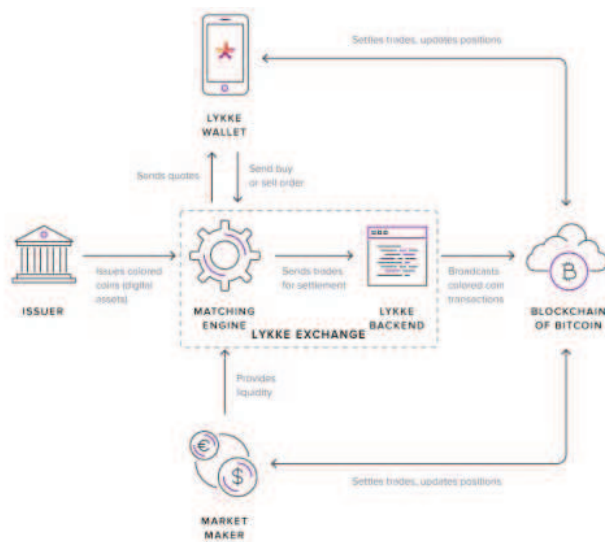 Settles trades, updates positions
LYKKE
WALLET
Sends quotes
Send buy
or sell order
Issues colored
coins (digital
assets)
Sends trades
for settlement
Broadcasts
colored coin
transactions
ISSUER
MATCHING
ENGINE
LYKKE
BACKEND
BLOCKCHAIN
OF BITCOIN
LYKKE EXCHANGE
Provides
liquidity
€
$
Settles trades, updates positions
MARKET
MAKER